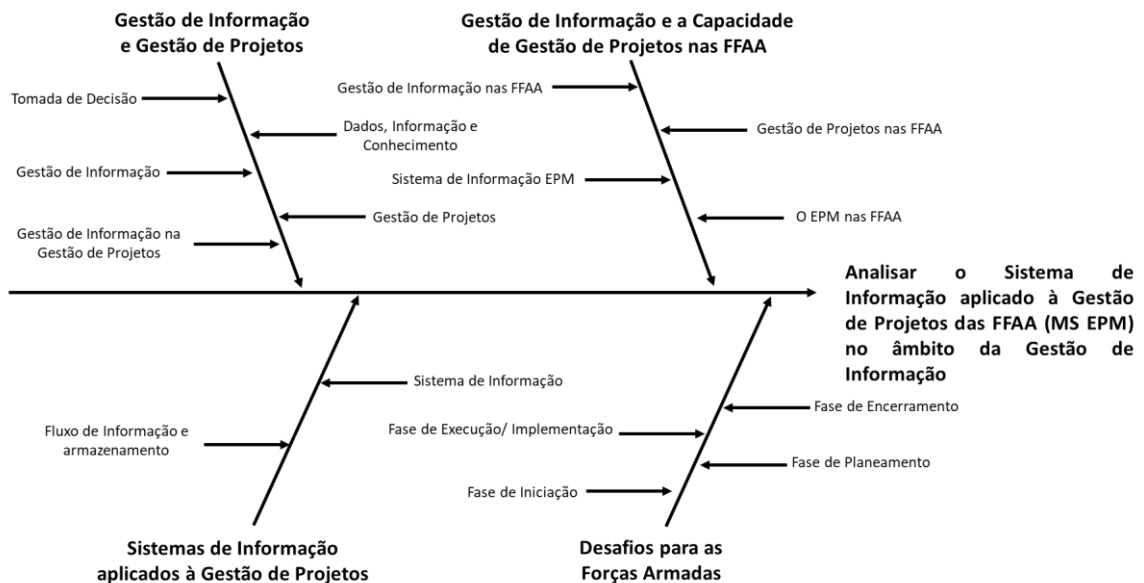 Gestão de Informação
e Gestão de Projetos
Gestão de Informação e a Capacidade
de Gestão de Projetos nas FFAA
Tomada de Decisão
Dados, Informação e
Conhecimento
Gestão de Informação
Gestão de Projetos
Gestão de Informação na
Gestão de Projetos
Gestão de Informação nas FFAA
Gestão de Projetos nas FFAA
Sistema de Informação EPM
O EPM nas FFAA
Analisar o Sistema de
Informação aplicado à Gestão
de Projetos das FFAA (MS EPM)
no âmbito da Gestão de
Informação
Sistema de Informação
Fluxo de Informação e
armazenamento
Fase de Encerramento
Fase de Execução/ Implementação
Fase de Planeamento
Fase de Iniciação
Sistemas de Informação
aplicados à Gestão de Projetos
Desafios para as
Forças Armadas